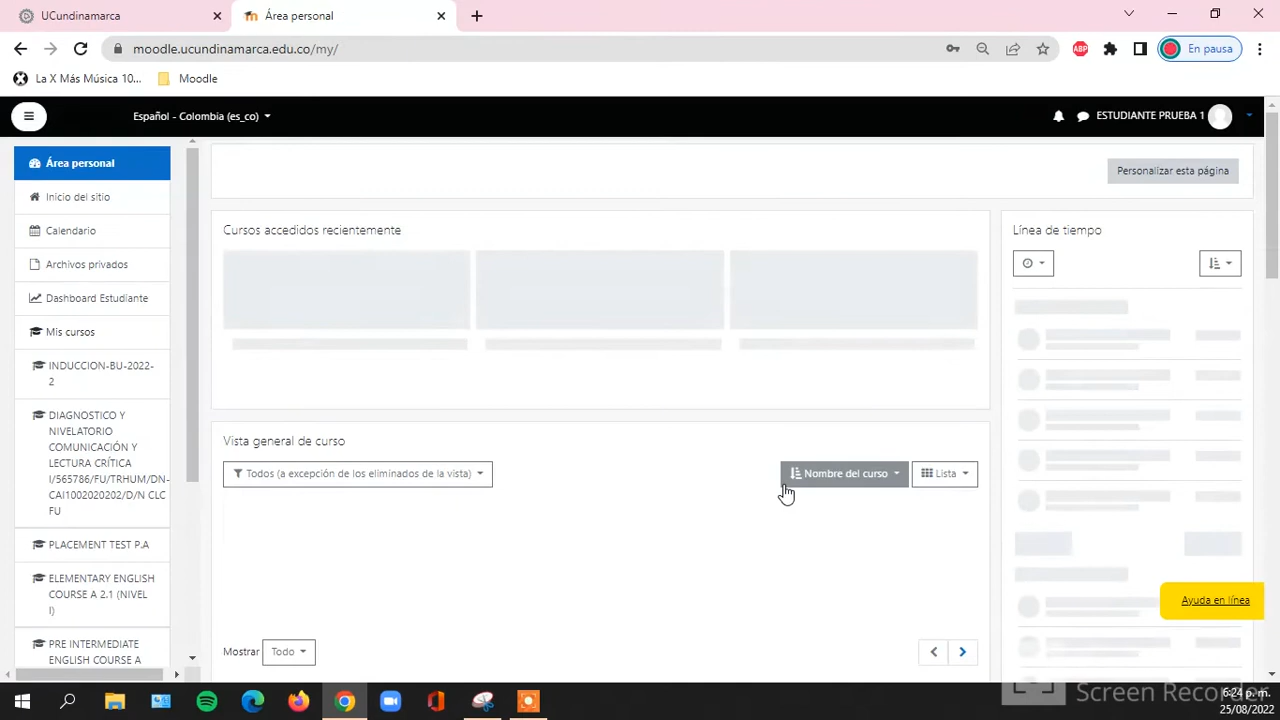 UCundinamarca
Área personal
moodle.ucundinamarca.edu.co/my/
ABP
En pausa
La X Más Música 10...
Moodle
Español - Colombia (es_co)
ESTUDIANTE PRUEBA 1
Área personal
Inicio del sitio
Calendario
Archivos privados
Dashboard Estudiante
Mis cursos
INDUCCION-BU-2022-
2
DIAGNOSTICO Y
NIVELATORIO
COMUNICACIÓN Y
LECTURA CRÍTICA
I/565786/FU/TRHUM/DN-
CAI1002020202/D/N CLC
FU
PLACEMENT TEST P.A
ELEMENTARY ENGLISH
COURSE A 2.1 (NIVEL
I)
PRE INTERMEDIATE
ENGLISH COURSE A
Personalizar esta página
Cursos accedidos recientemente
Vista general de curso
Todos (a excepción de los eliminados de la vista)
Nombre del curso
Lista
Mostrar
Todo
Línea de tiempo
Ayuda en línea
Screen Recorder
6:24 p. m.
25/08/2022